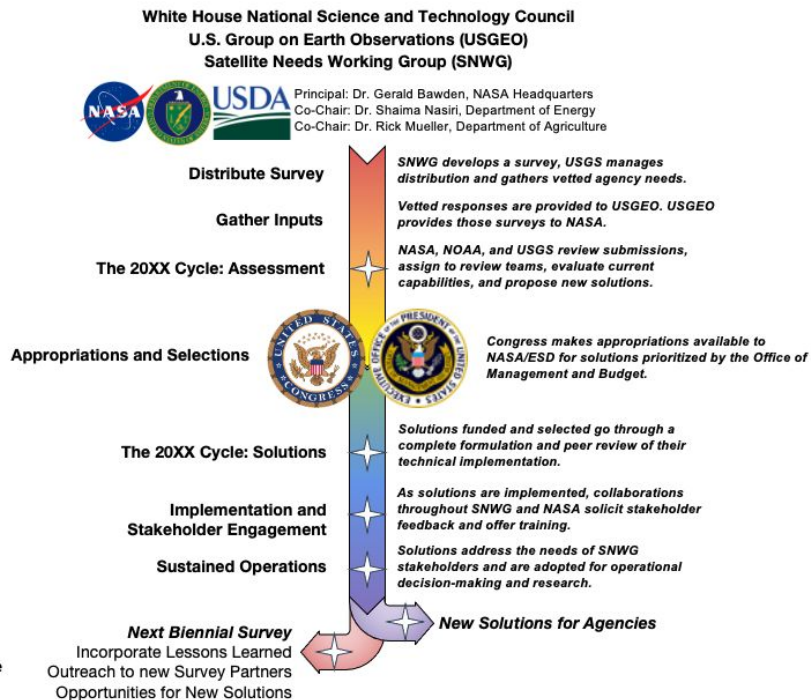 White House National Science and Technology Council
U.S. Group on Earth Observations (USGEO)
Satellite Needs Working Group (SNWG)
NASA
USDA
Principal: Dr. Gerald Bawden, NASA Headquarters
Co-Chair: Dr. Shaima Nasiri, Department of Energy
Co-Chair: Dr. Rick Mueller, Department of Agriculture
Distribute Survey
SNWG develops a survey, USGS manages
distribution and gathers vetted agency needs.
Gather Inputs
Vetted responses are provided to USGEO. USGEO
provides those surveys to NASA.
The 20XX Cycle: Assessment
NASA, NOAA, and USGS review submissions,
assign to review teams, evaluate current
capabilities, and propose new solutions.
Appropriations and Selections
UNITED STATES
CONGRESS
EXECUTIVE OFFICE OF THE PRESIDENT OF THE UNITED STATES
Congress makes appropriations available to
NASA/ESD for solutions prioritized by the Office of
Management and Budget.
The 20XX Cycle: Solutions
Solutions funded and selected go through a
complete formulation and peer review of their
technical implementation.
Implementation and
Stakeholder Engagement
As solutions are implemented, collaborations
throughout SNWG and NASA solicit stakeholder
feedback and offer training.
Sustained Operations
Solutions address the needs of SNWG
stakeholders and are adopted for operational
decision-making and research.
New Solutions for Agencies
Next Biennial Survey
Incorporate Lessons Learned
Outreach to new Survey Partners
Opportunities for New Solutions